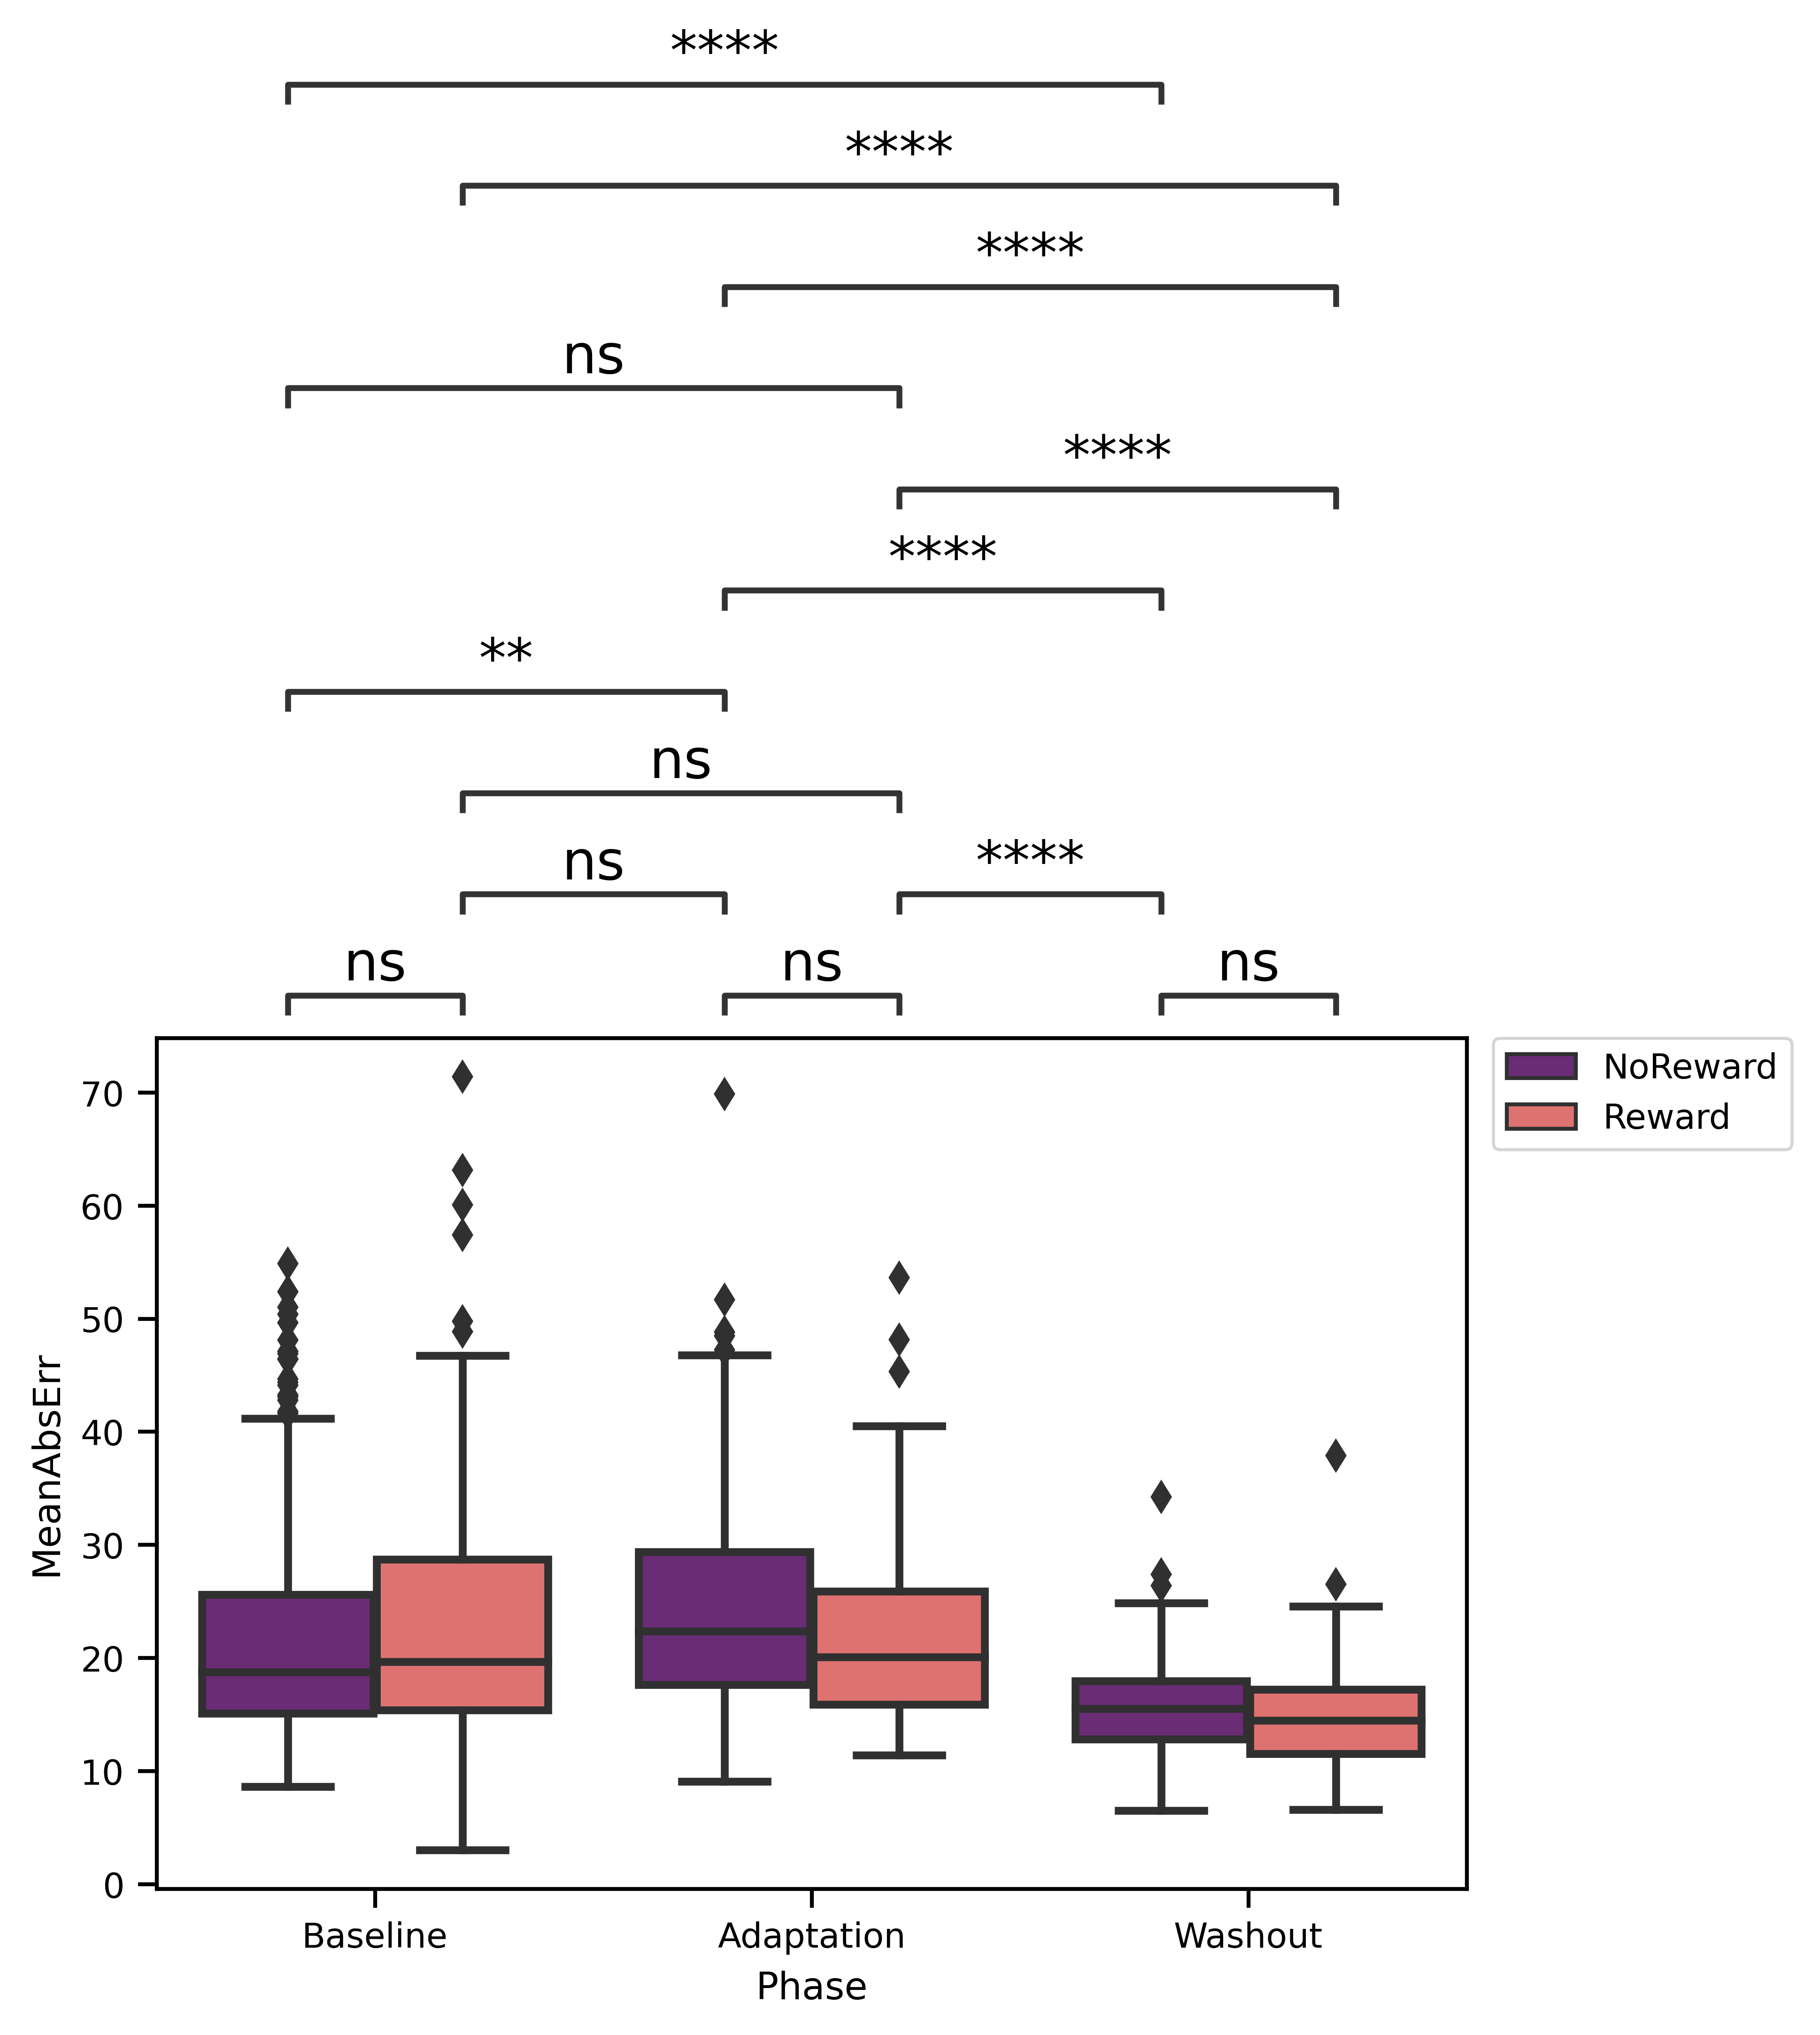 ****
****
****
ns
****
****
**
ns
ns ****
ns ns ns
NoReward
Reward
70
60
50
40
30
20
10
0
MeanAbsErr
Baseline Adaptation Washout
Phase